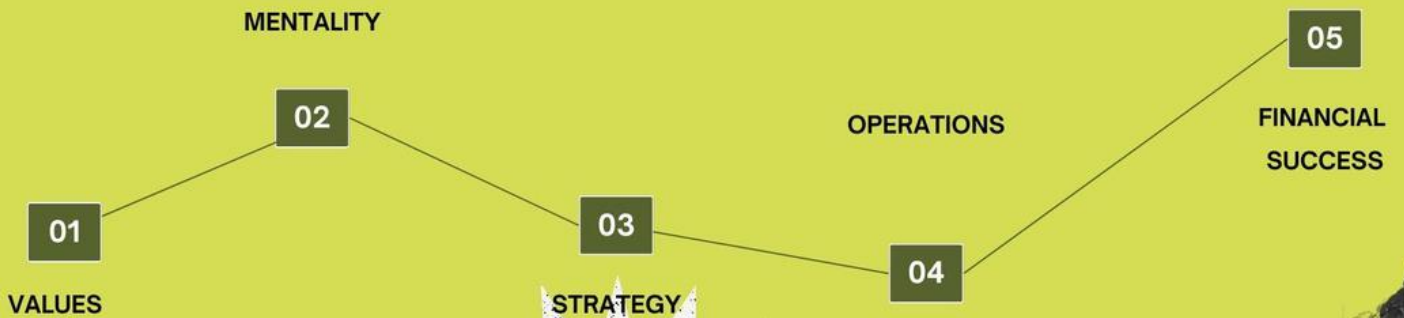 MENTALITY
05
02
OPERATIONS
FINANCIAL
SUCCESS
01
03
04
VALUES
STRATEGY